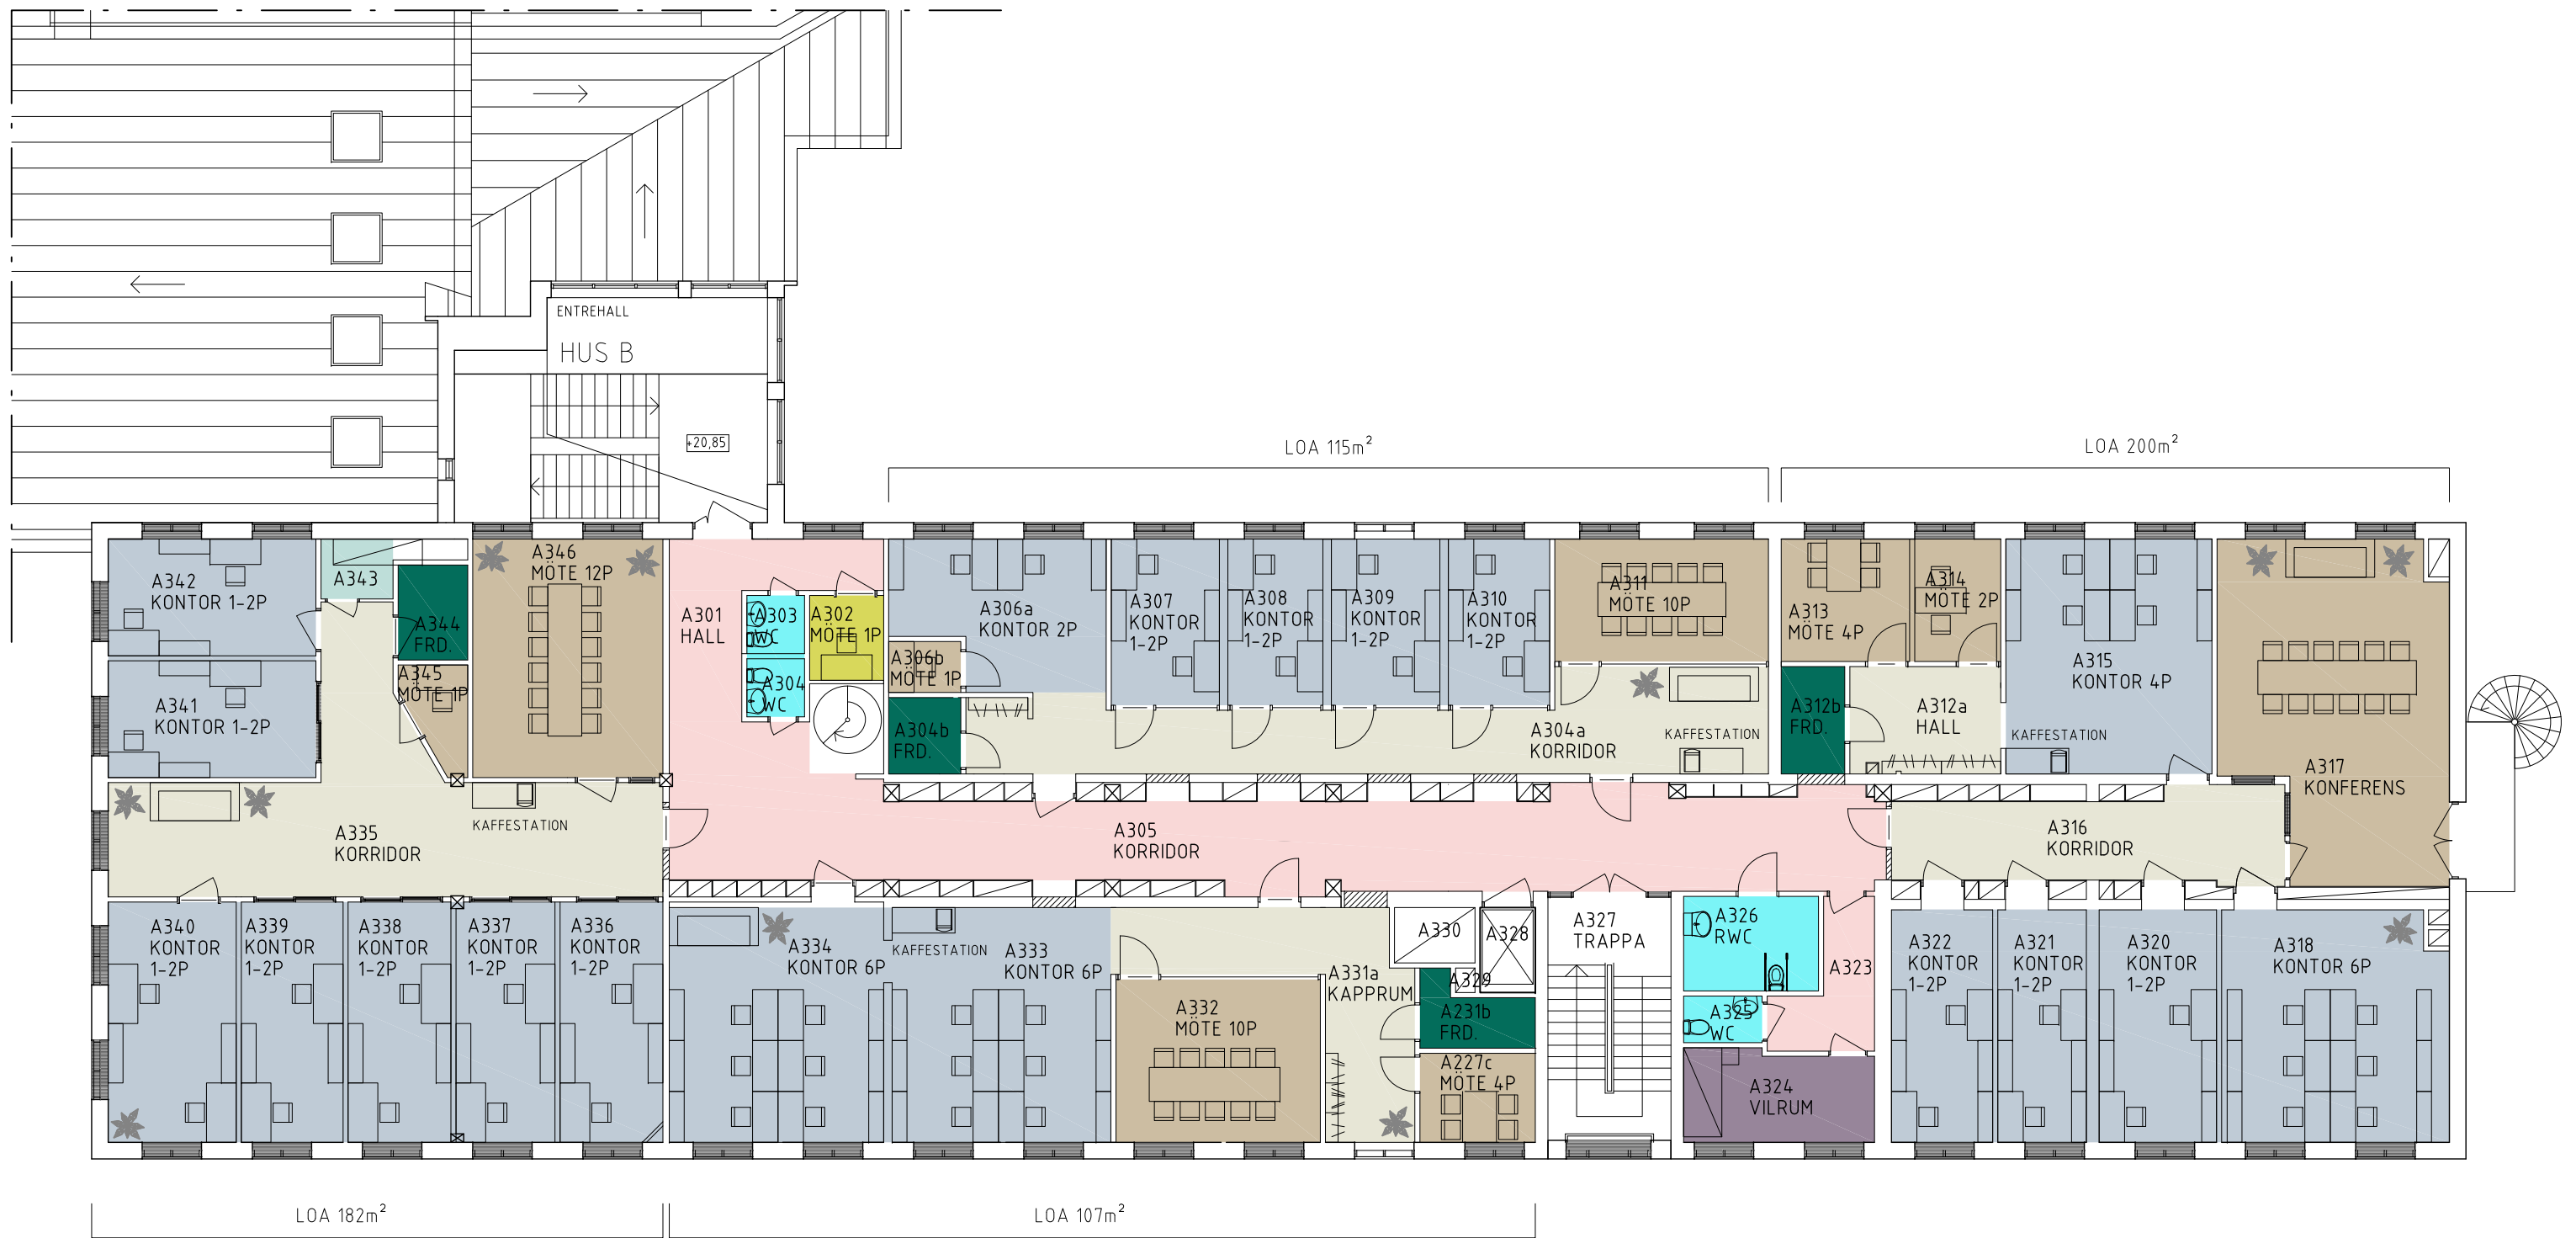 ENTREHALL
HUS B
+20,85
LOA 115m²
LOA 200m²
A342
KONTOR 1-2P
A343
A344
FRD.
A345
MÖTE 1P
A346
MÖTE 12P
A341
KONTOR 1-2P
A301
HALL
A303
WC
A304
WC
A302
MÖTE 1P
A306a
KONTOR 2P
A306b
MÖTE 1P
A304b
FRD.
A307
KONTOR
1-2P
A308
KONTOR
1-2P
A309
KONTOR
1-2P
A310
KONTOR
1-2P
A311
MÖTE 10P
A304a
KORRIDOR
KAFFESTATION
A313
MÖTE 4P
A314
MÖTE 2P
A312b
FRD.
A312a
HALL
A315
KONTOR 4P
KAFFESTATION
A317
KONFERENS
A335
KORRIDOR
KAFFESTATION
A305
KORRIDOR
A316
KORRIDOR
A340
KONTOR
1-2P
A339
KONTOR
1-2P
A338
KONTOR
1-2P
A337
KONTOR
1-2P
A336
KONTOR
1-2P
A334
KONTOR 6P
KAFFESTATION
A333
KONTOR 6P
A332
MÖTE 10P
A331a
KAPPRUM
A330
A328
A329
A231b
FRD.
A227c
MÖTE 4P
A327
TRAPPA
A326
RWC
A325
WC
A323
A324
VILRUM
A322
KONTOR
1-2P
A321
KONTOR
1-2P
A320
KONTOR
1-2P
A318
KONTOR 6P
LOA 182m²
LOA 107m²